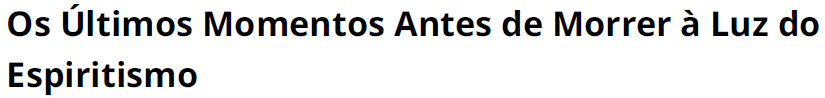 Os Últimos Momentos Antes de Morrer à Luz do
Espiritismo